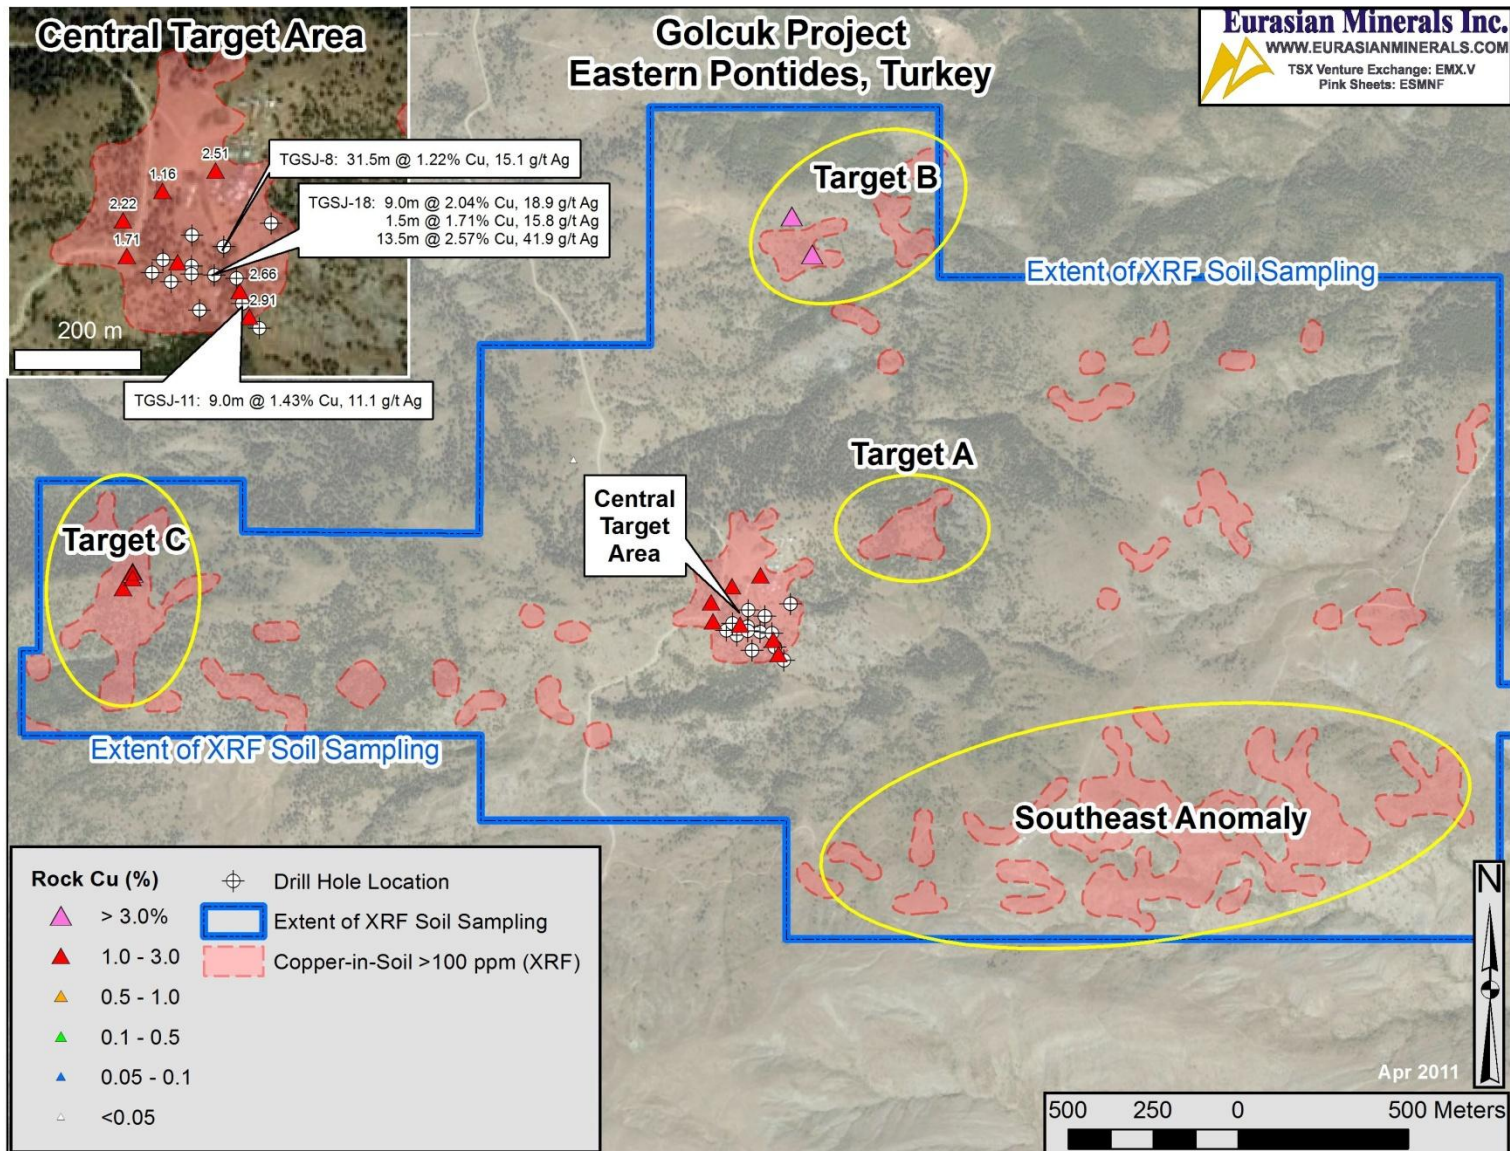 Central Target Area
Golcuk Project
Eastern Pontides, Turkey
Eurasian Minerals Inc.
WWW.EURASIANMINERALS.COM
TSX Venture Exchange: EMX.V
Pink Sheets: ESMNF
TGSJ-8: 31.5m @ 1.22% Cu, 15.1 g/t Ag
TGSJ-18: 9.0m @ 2.04% Cu, 18.9 g/t Ag
1.5m @ 1.71% Cu, 15.8 g/t Ag
13.5m @ 2.57% Cu, 41.9 g/t Ag
2.51
1.16
2.22
1.71
2.66
2.91
200 m
TGSJ-11: 9.0m @ 1.43% Cu, 11.1 g/t Ag
Target B
Extent of XRF Soil Sampling
Target A
Central
Target
Area
Target C
Extent of XRF Soil Sampling
Southeast Anomaly
Rock Cu (%)
> 3.0%
1.0 - 3.0
0.5 - 1.0
0.1 - 0.5
0.05 - 0.1
<0.05
Drill Hole Location
Extent of XRF Soil Sampling
Copper-in-Soil >100 ppm (XRF)
N
Apr 2011
500 250 0 500 Meters